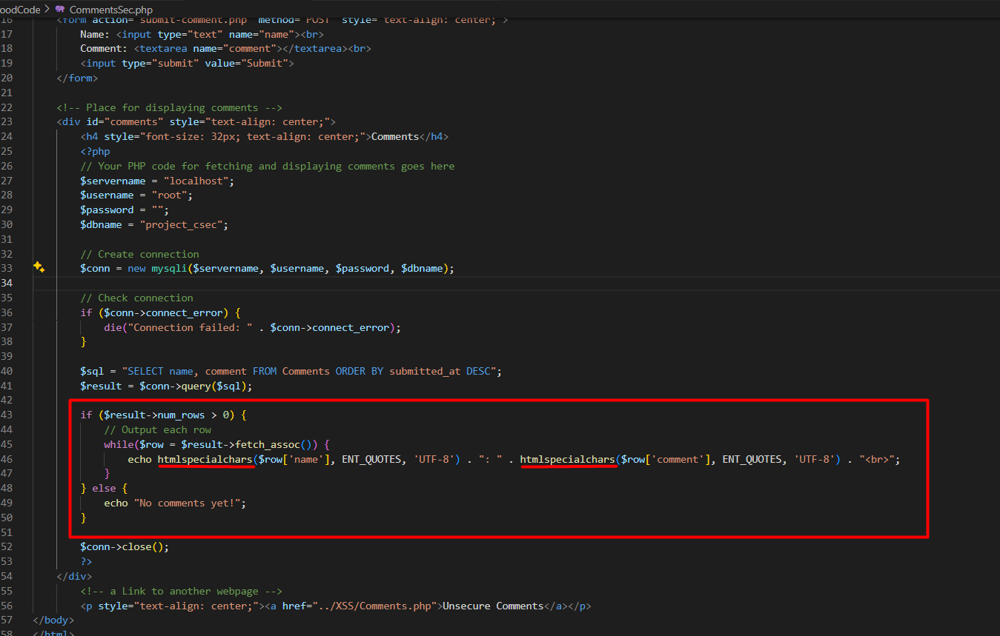 oodCode > CommentsSec.php
16 <form action="submit-comment.php" method="POST" style="text-align: center;">
17 Name: <input type="text" name="name"><br>
18 Comment: <textarea name="comment"></textarea><br>
19 <input type="submit" value="Submit">
20 </form>
21
22 <!-- Place for displaying comments -->
23 <div id="comments" style="text-align: center;">
24 <h4 style="font-size: 32px; text-align: center;">Comments</h4>
25 <?php
26 // Your PHP code for fetching and displaying comments goes here
27 $servername = "localhost";
28 $username = "root";
29 $password = "";
30 $dbname = "project_csec";
31
32 // Create connection
33 $conn = new mysqli($servername, $username, $password, $dbname);
34
35 // Check connection
36 if ($conn->connect_error) {
37 die("Connection failed: " . $conn->connect_error);
38 }
39
40 $sql = "SELECT name, comment FROM Comments ORDER BY submitted_at DESC";
41 $result = $conn->query($sql);
42
43 if ($result->num_rows > 0) {
44 // Output each row
45 while($row = $result->fetch_assoc()) {
46 echo htmlspecialchars($row['name'], ENT_QUOTES, 'UTF-8') . ": " . htmlspecialchars($row['comment'], ENT_QUOTES, 'UTF-8') . "<br>";
47 }
48 } else {
49 echo "No comments yet!";
50 }
51
52 $conn->close();
53 ?>
54 </div>
55 <!-- a Link to another webpage -->
56 <p style="text-align: center;"><a href="../XSS/Comments.php">Unsecure Comments</a></p>
57 </body>
58 </html>